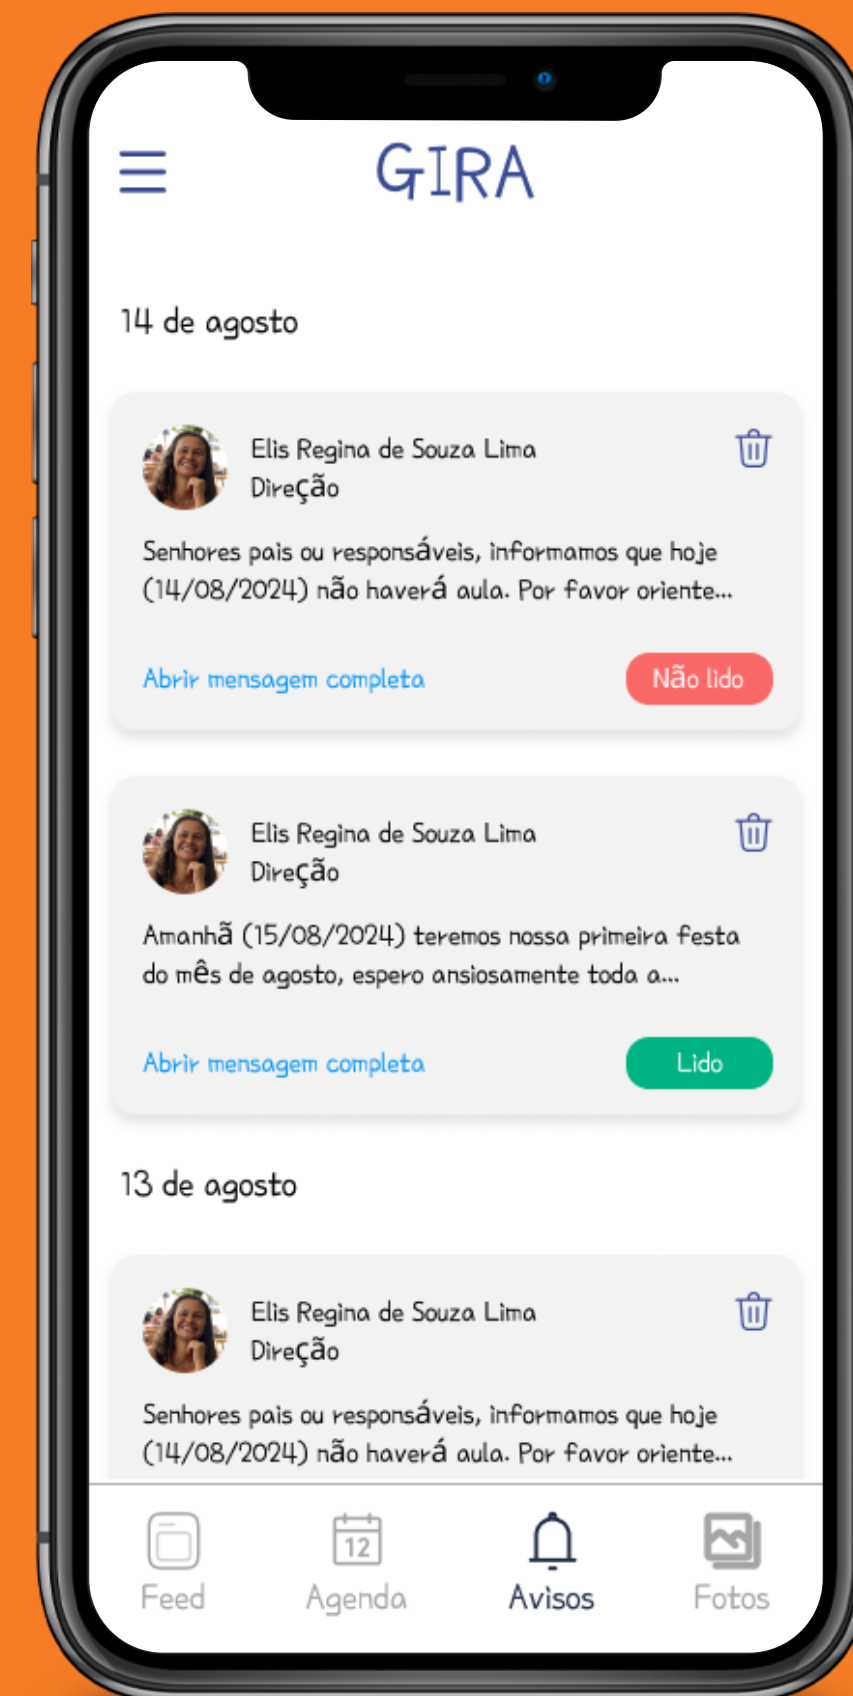 GIRA
14 de agosto
Elis Regina de Souza Lima
Direção
Senhores pais ou responsáveis, informamos que hoje
(14/08/2024) não haverá aula. Por favor oriente...
Abrir mensagem completa
Não lido
Elis Regina de Souza Lima
Direção
Amanhã (15/08/2024) teremos nossa primeira festa
do mês de agosto, espero ansiosamente toda a...
Abrir mensagem completa
Lido
13 de agosto
Elis Regina de Souza Lima
Direção
Senhores pais ou responsáveis, informamos que hoje
(14/08/2024) não haverá aula. Por favor oriente...
12
Feed
Agenda
Avisos
Fotos